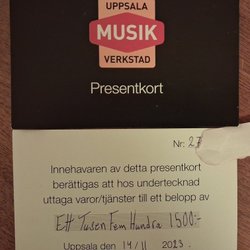 UPPSALA
MUSIK
VERKSTAD
Presentkort
Nr: 27
Innehavaren av detta presentkort
berättigas att hos undertecknad
uttaga varor/tjänster till ett belopp av
Ett Tusen Fem Hundra 1500:-
Uppsala den 14/11 2023.